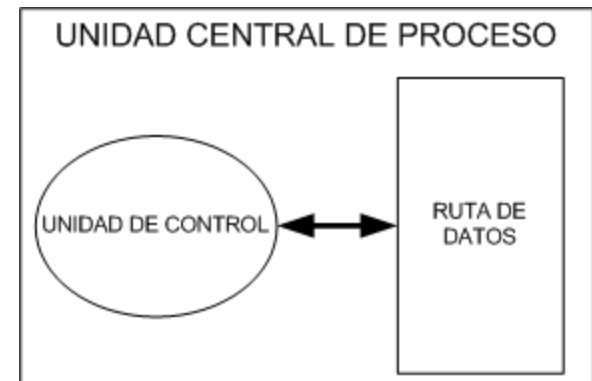 UNIDAD CENTRAL DE PROCESO
UNIDAD DE CONTROL
RUTA DE
DATOS